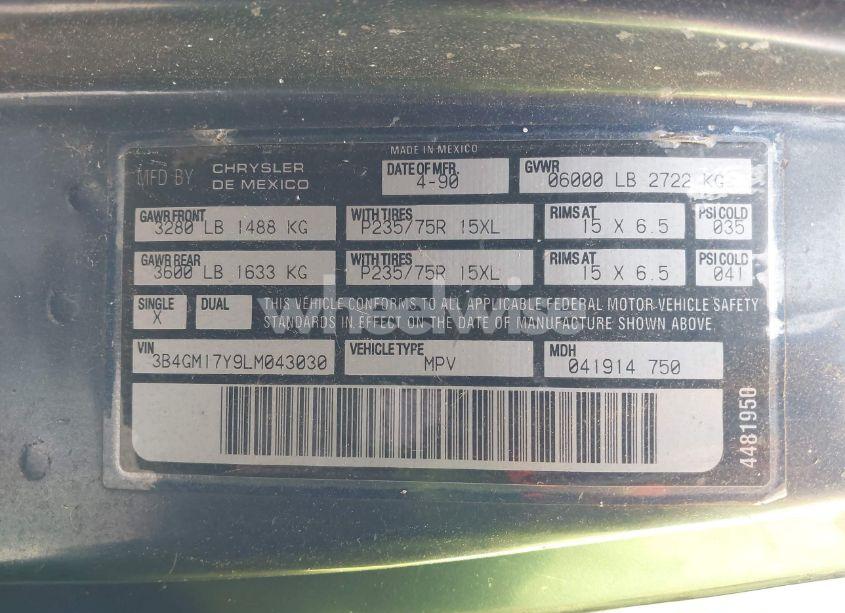 MADE IN MEXICO
MFD BY CHRYSLER DE MEXICO DATE OF MFR. 4-90 GVWR 06000 LB 2722 KG
GAWR FRONT 3280 LB 1488 KG WITH TIRES P235/75R 15XL RIMS AT 15 X 6.5 PSI COLD 035
GAWR REAR 3600 LB 1633 KG WITH TIRES P235/75R 15XL RIMS AT 15 X 6.5 PSI COLD 041
SINGLE X DUAL THIS VEHICLE CONFORMS TO ALL APPLICABLE FEDERAL MOTOR VEHICLE SAFETY
STANDARDS IN EFFECT ON THE DATE OF MANUFACTURE SHOWN ABOVE.
VIN 3B4GM17Y9LM043030 VEHICLE TYPE MPV MDH 041914 750
4481950
wheelwise